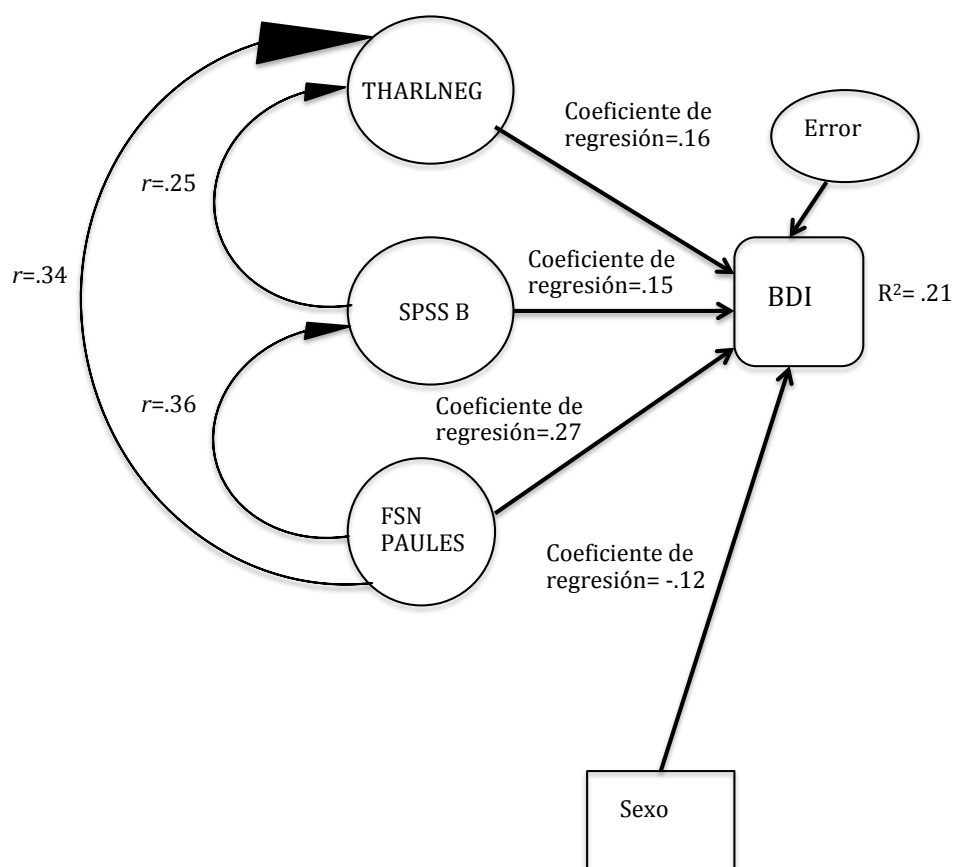 THARLNEG
Coeficiente de
regresión=.16
Error
r=.25
r=.34
Coeficiente de
regresión=.15
SPSS B
BDI
R²= .21
r=.36
Coeficiente de
regresión=.27
FSN
PAULES
Coeficiente de
regresión= -.12
Sexo